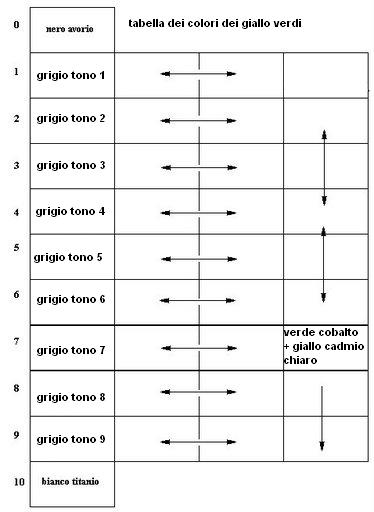 tabella dei colori dei giallo verdi
0 nero avorio
1 grigio tono 1
2 grigio tono 2
3 grigio tono 3
4 grigio tono 4
5 grigio tono 5
6 grigio tono 6
7 grigio tono 7
verde cobalto
+ giallo cadmio
chiaro
8 grigio tono 8
9 grigio tono 9
10 bianco titanio